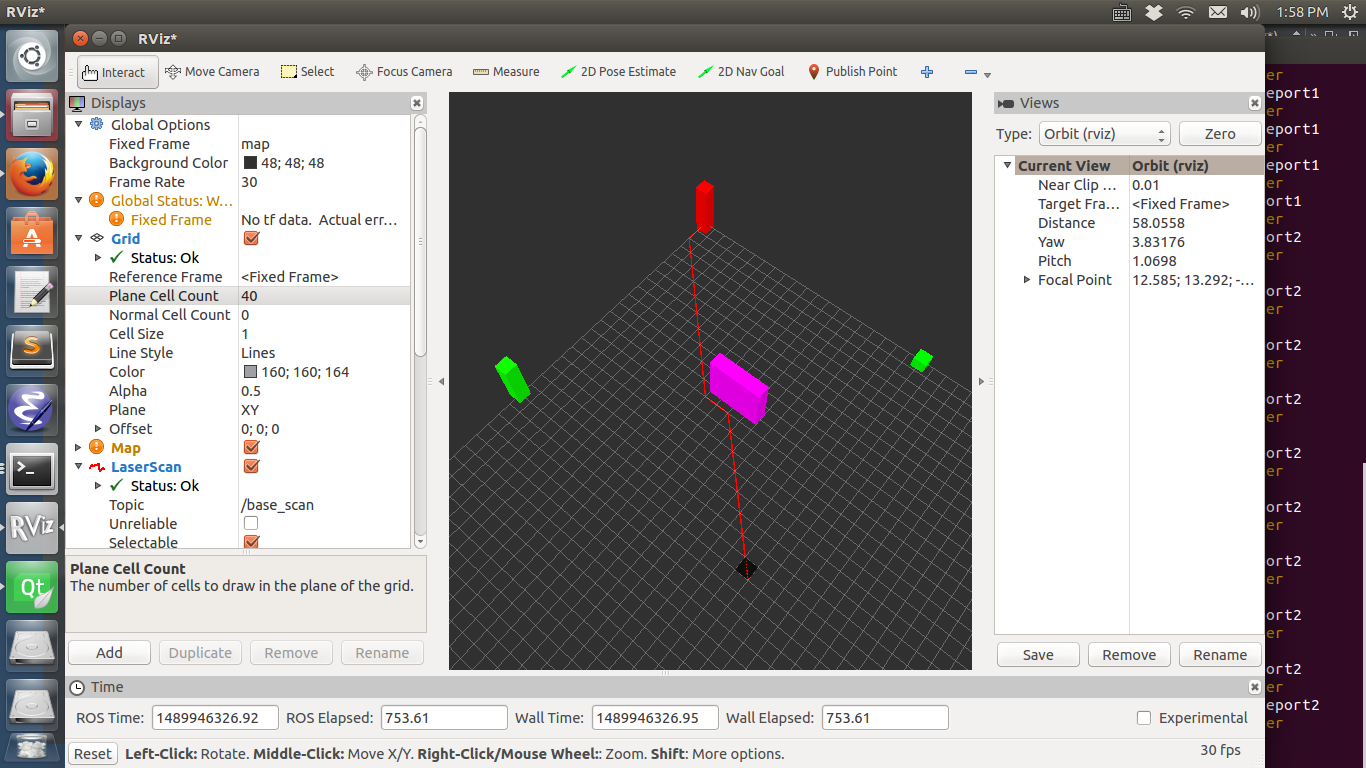 RViz*
1:58 PM
RViz*
Interact
Move Camera
Select
Focus Camera
Measure
2D Pose Estimate
2D Nav Goal
Publish Point
Displays
Global Options
Fixed Frame map
Background Color 48; 48; 48
Frame Rate 30
Global Status: W...
Fixed Frame No tf data. Actual err...
Grid
Status: Ok
Reference Frame <Fixed Frame>
Plane Cell Count 40
Normal Cell Count 0
Cell Size 1
Line Style Lines
Color 160; 160; 164
Alpha 0.5
Plane XY
Offset 0; 0; 0
Map
LaserScan
Status: Ok
Topic /base_scan
Unreliable
Selectable
Plane Cell Count
The number of cells to draw in the plane of the grid.
Add Duplicate Remove Rename
Views
Type: Orbit (rviz) Zero
Current View Orbit (rviz)
Near Clip ... 0.01
Target Fra... <Fixed Frame>
Distance 58.0558
Yaw 3.83176
Pitch 1.0698
Focal Point 12.585; 13.292; -...
Save Remove Rename
Time
ROS Time: 1489946326.92 ROS Elapsed: 753.61 Wall Time: 1489946326.95 Wall Elapsed: 753.61 Experimental
Reset Left-Click: Rotate. Middle-Click: Move X/Y. Right-Click/Mouse Wheel:: Zoom. Shift: More options. 30 fps
S
>_
RViz
Qt
er
eport1
er
eport1
er
eport1
er
ort1
er
ort2
er
ort2
er
ort2
er
ort2
er
ort2
er
ort2
er
ort2
er
ort2
er
ort2
er
eport2
er